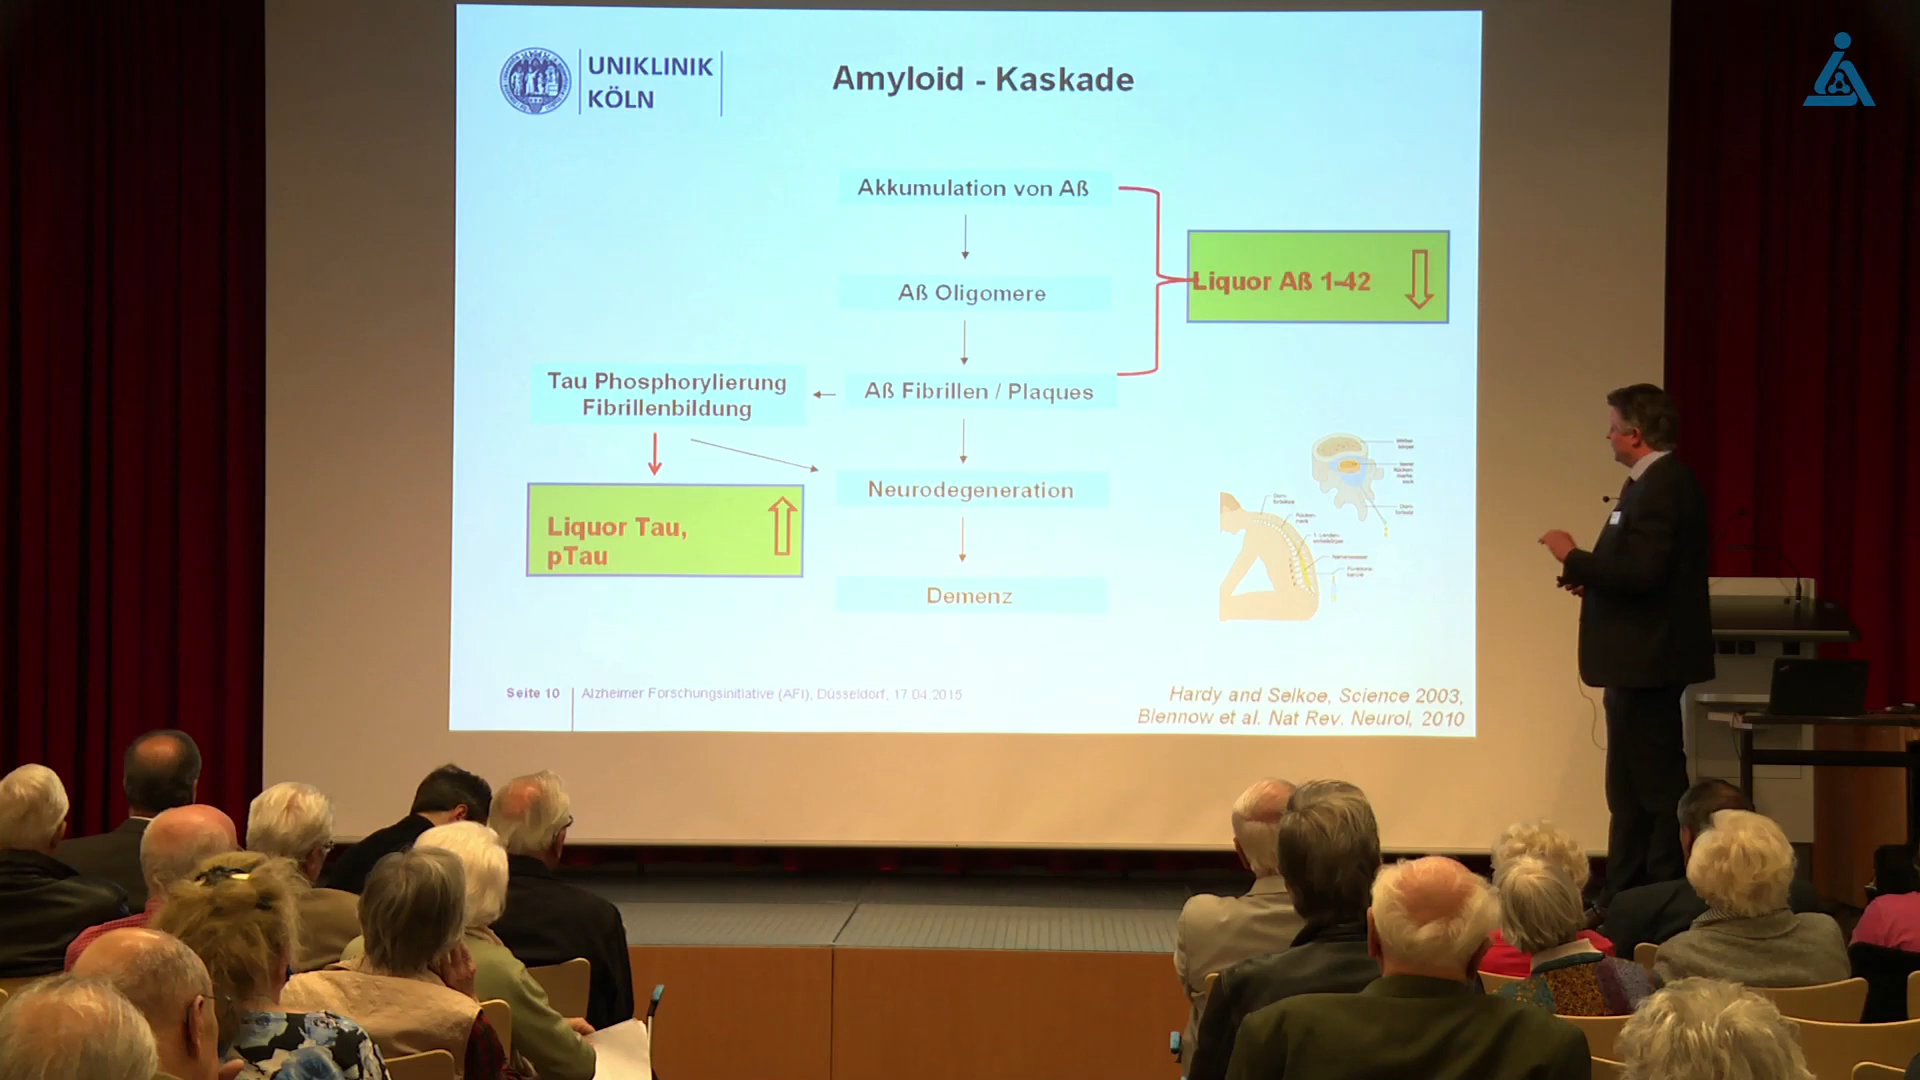 UNIKLINIK
KÖLN
Amyloid - Kaskade
Akkumulation von Aß
Aß Oligomere
Liquor Aß 1-42
Tau Phosphorylierung
Fibrillenbildung
Aß Fibrillen / Plaques
Liquor Tau,
pTau
Neurodegeneration
Demenz
Seite 10
Alzheimer Forschungsinitiative (AFI), Düsseldorf, 17.04.2015
Hardy and Selkoe, Science 2003,
Blennow et al. Nat Rev. Neurol, 2010